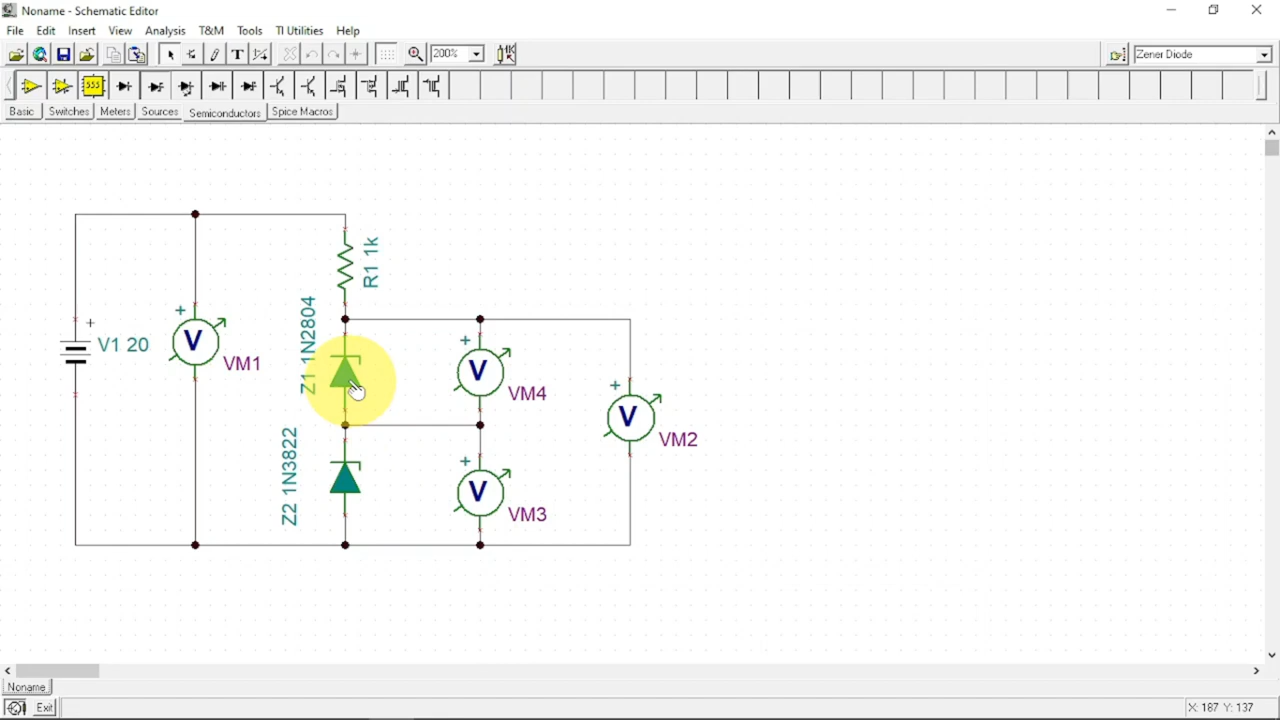 Noname - Schematic Editor
File Edit Insert View Analysis T&M Tools TI Utilities Help
T 200% Zener Diode
555
Basic Switches Meters Sources Semiconductors Spice Macros
R1 1k
+
V1 20
+
V
VM1
Z1 1N2804
+
V
VM4
+
V
VM2
Z2 1N3822
+
V
VM3
Noname
Exit X: 187 Y: 137